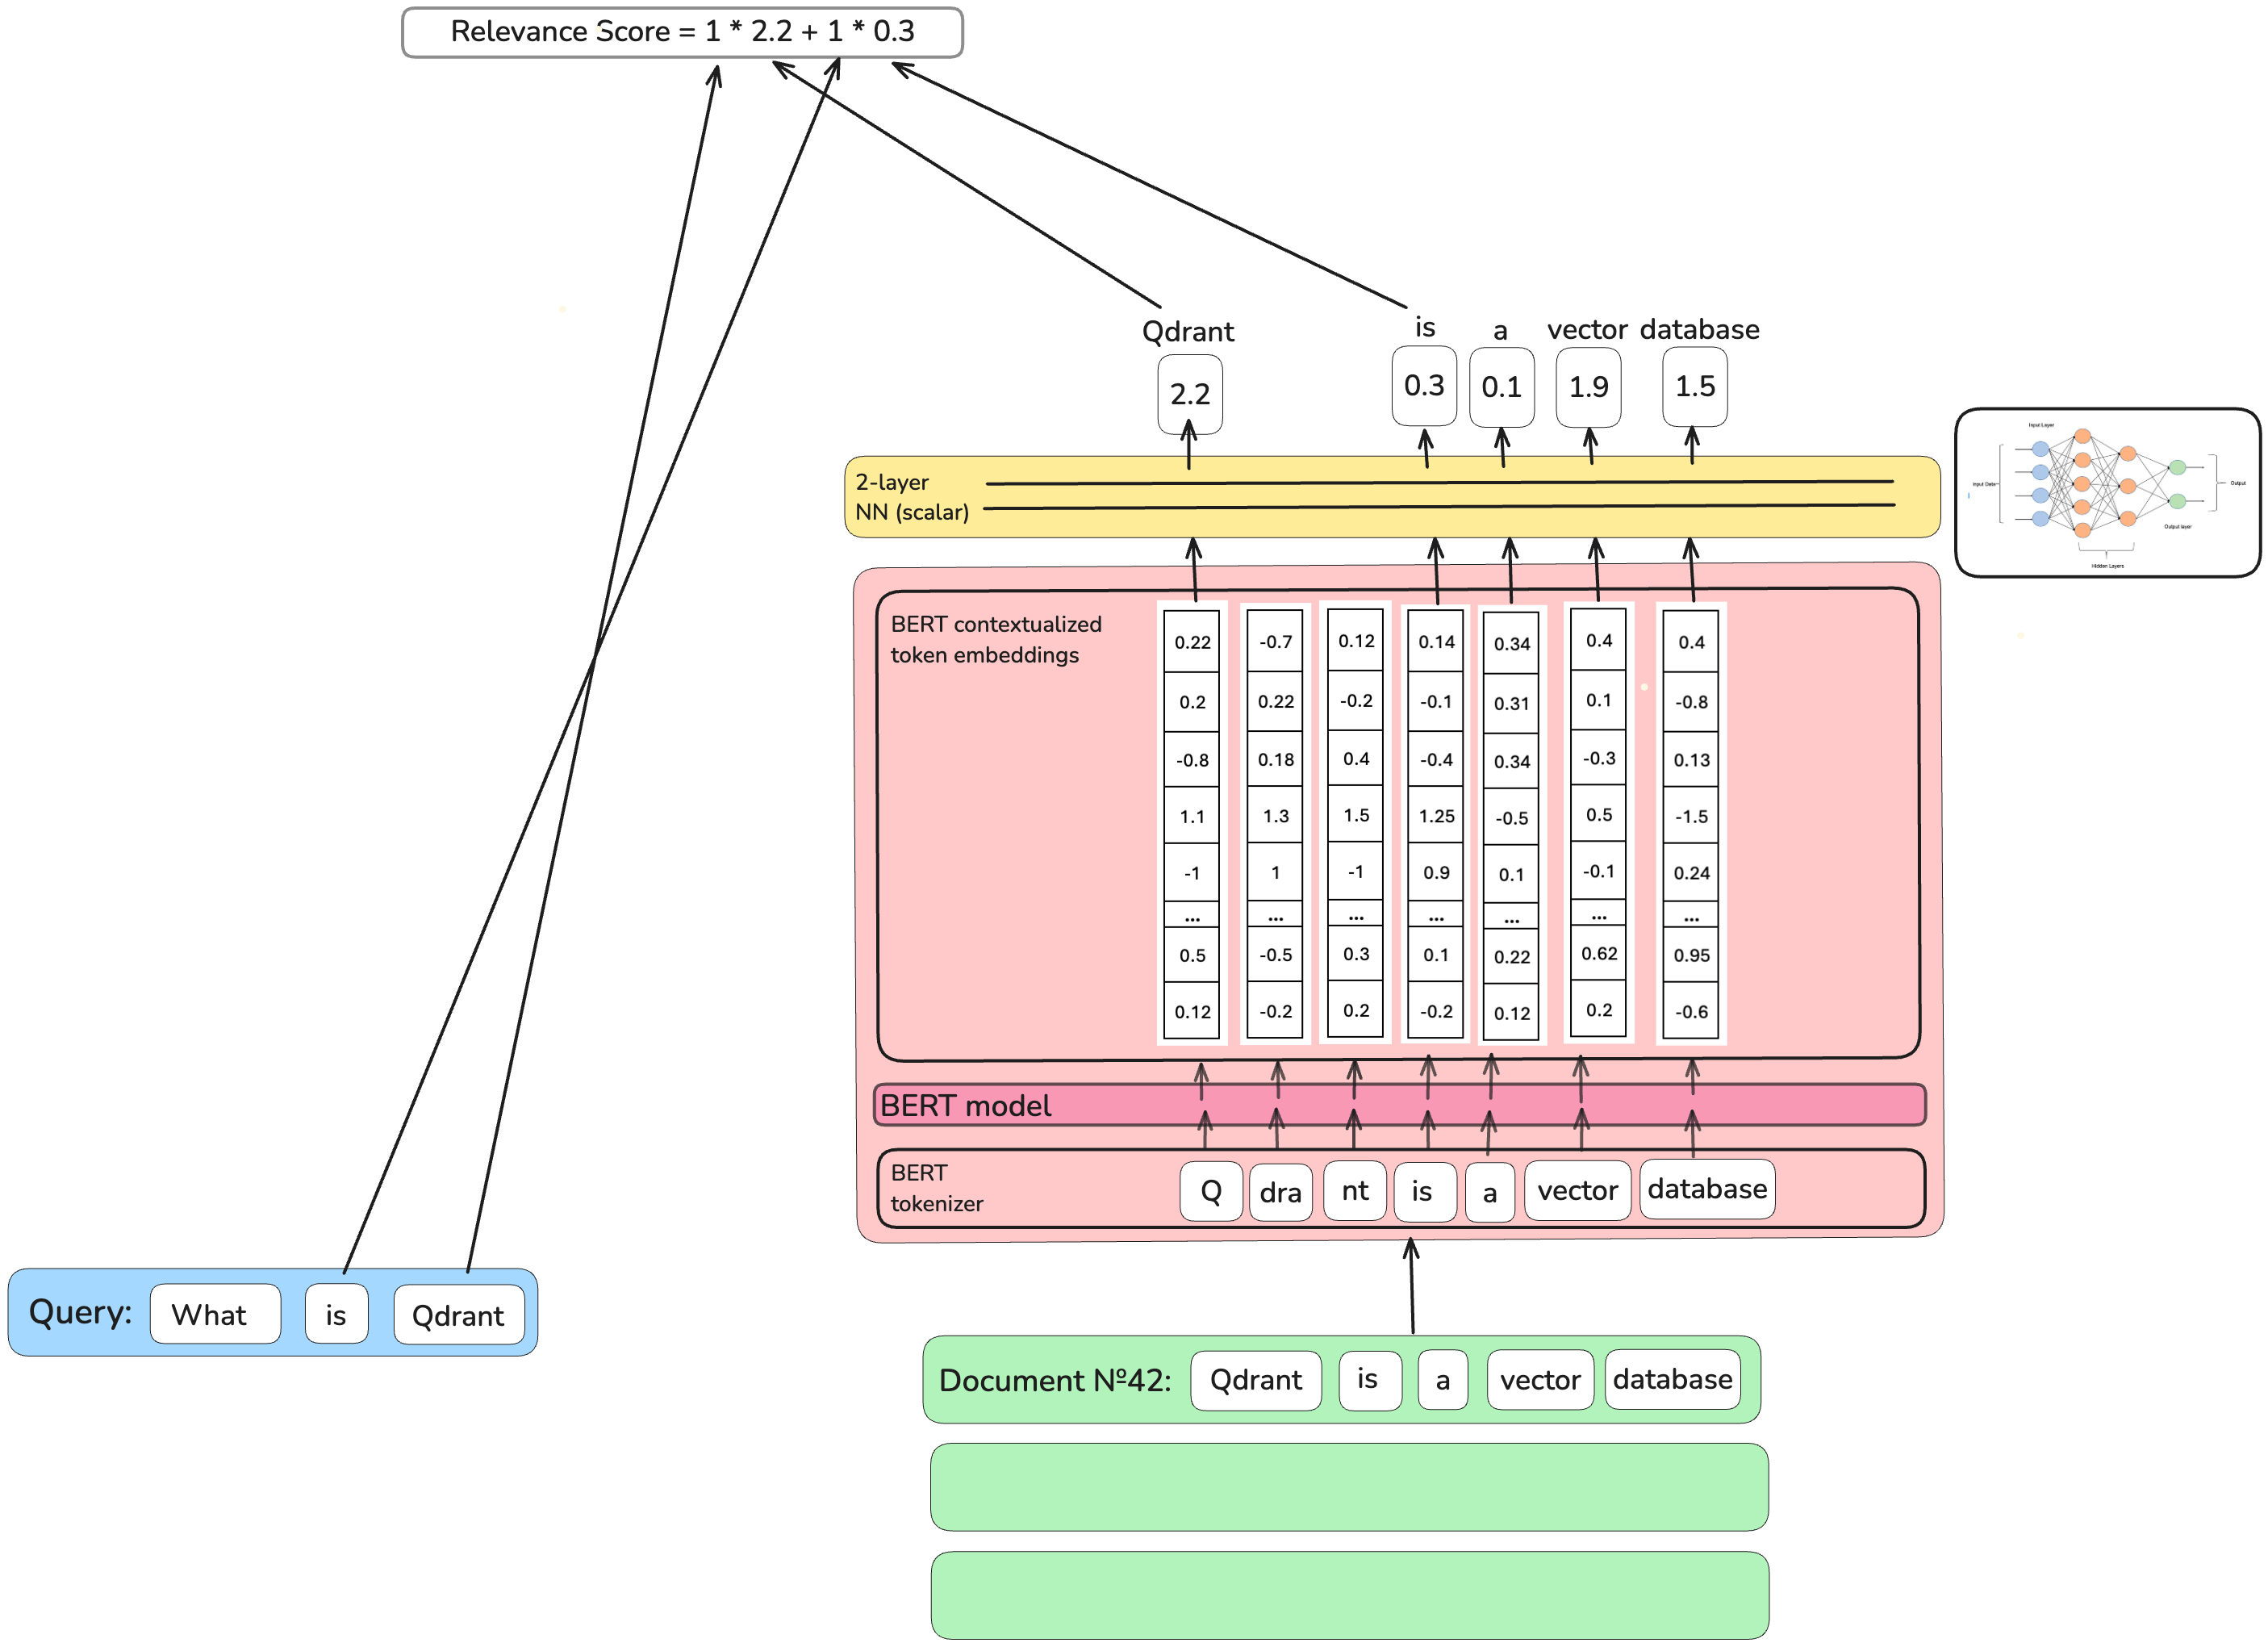 Relevance Score = 1 * 2.2 + 1 * 0.3
Qdrant is a vector database
2.2 0.3 0.1 1.9 1.5
2-layer
NN (scalar)
Input Layer
Input Data
Output
Output layer
Hidden Layers
BERT contextualized
token embeddings
0.22 -0.7 0.12 0.14 0.34 0.4 0.4
0.2 0.22 -0.2 -0.1 0.31 0.1 -0.8
-0.8 0.18 0.4 -0.4 0.34 -0.3 0.13
1.1 1.3 1.5 1.25 -0.5 0.5 -1.5
-1 1 -1 0.9 0.1 -0.1 0.24
... ... ... ... ... ... ...
0.5 -0.5 0.3 0.1 0.22 0.62 0.95
0.12 -0.2 0.2 -0.2 0.12 0.2 -0.6
BERT model
BERT
tokenizer
Q dra nt is a vector database
Query: What is Qdrant
Document №42: Qdrant is a vector database